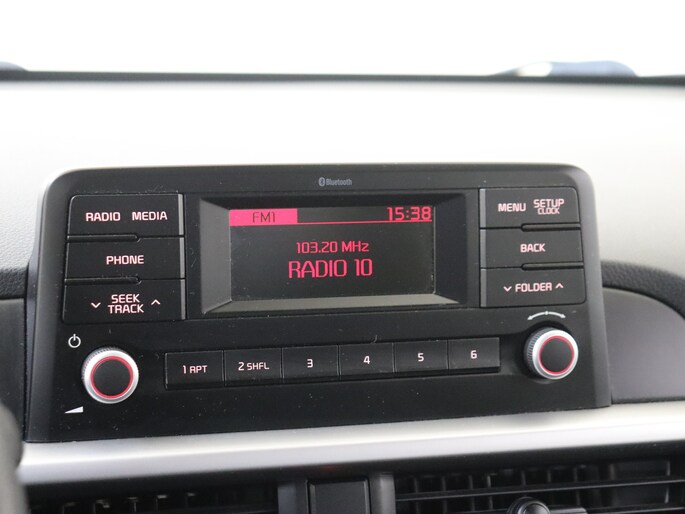 Bluetooth
RADIO MEDIA
PHONE
SEEK
TRACK
FM1 15:38
103.20 MHz
RADIO 10
MENU SETUP
CLOCK
BACK
FOLDER
1 APT 2 SHFL 3 4 5 6